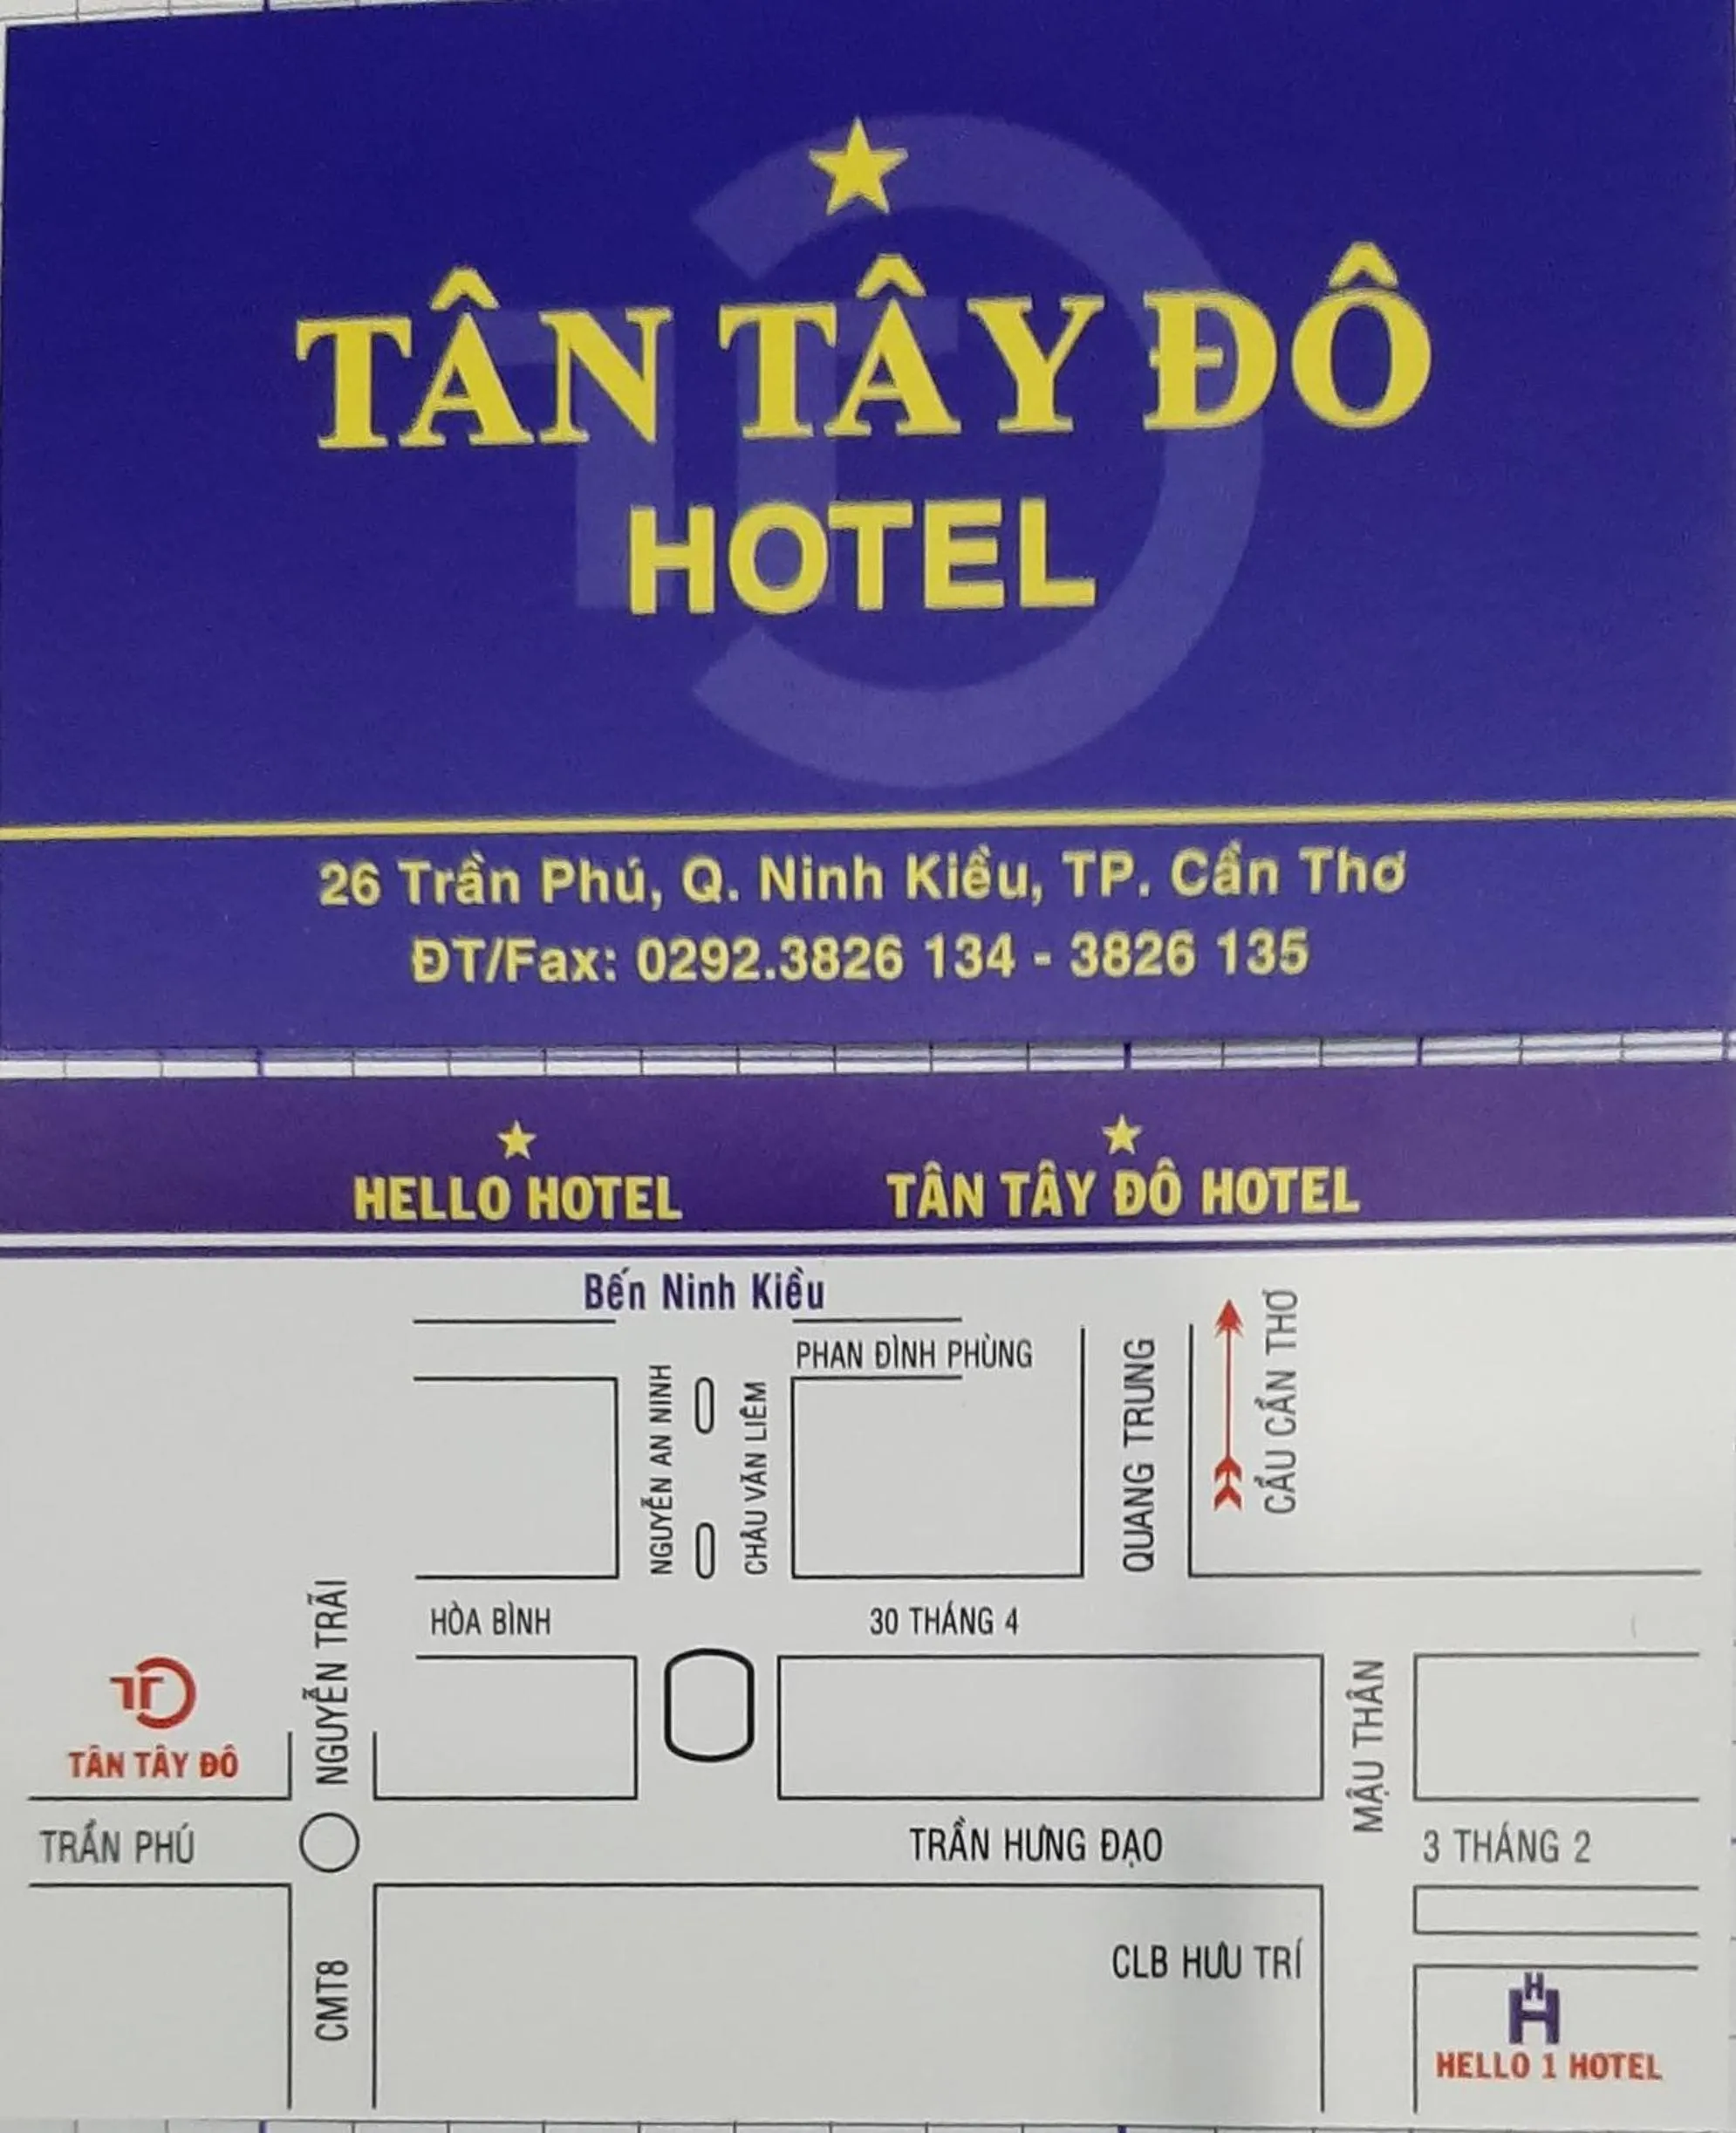 TÂN TÂY ĐÔ
HOTEL
26 Trần Phú, Q. Ninh Kiều, TP. Cần Thơ
ĐT/Fax: 0292.3826 134 - 3826 135
HELLO HOTEL
TÂN TÂY ĐÔ HOTEL
Bến Ninh Kiều
PHAN ĐÌNH PHÙNG
NGUYỄN AN NINH
CHÂU VĂN LIÊM
QUANG TRUNG
CẦU CẦN THƠ
HÒA BÌNH
30 THÁNG 4
NGUYỄN TRÃI
TÂN TÂY ĐÔ
MẬU THÂN
TRẦN PHÚ
TRẦN HƯNG ĐẠO
3 THÁNG 2
CMT8
CLB HƯU TRÍ
H
H
HELLO 1 HOTEL